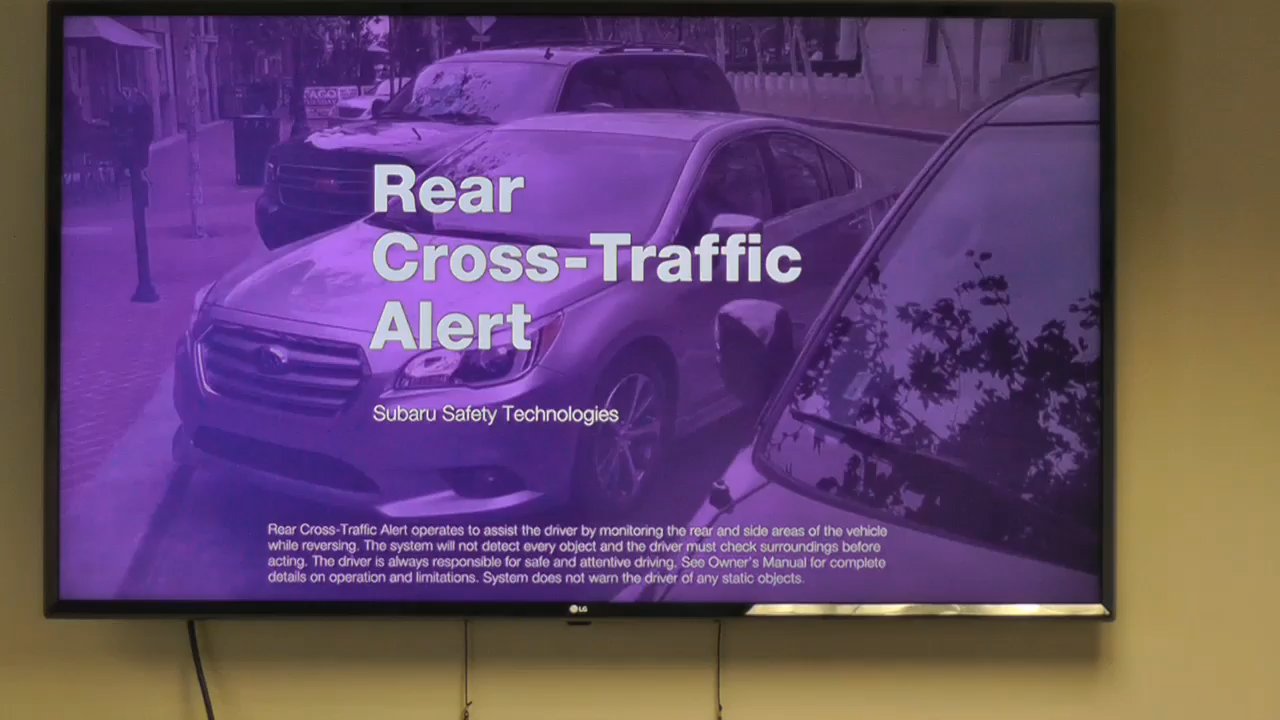 Rear
Cross-Traffic
Alert
Subaru Safety Technologies
Rear Cross-Traffic Alert operates to assist the driver by monitoring the rear and side areas of the vehicle
while reversing. The system will not detect every object and the driver must check surroundings before
acting. The driver is always responsible for safe and attentive driving. See Owner's Manual for complete
details on operation and limitations. System does not warn the driver of any static objects.
LG